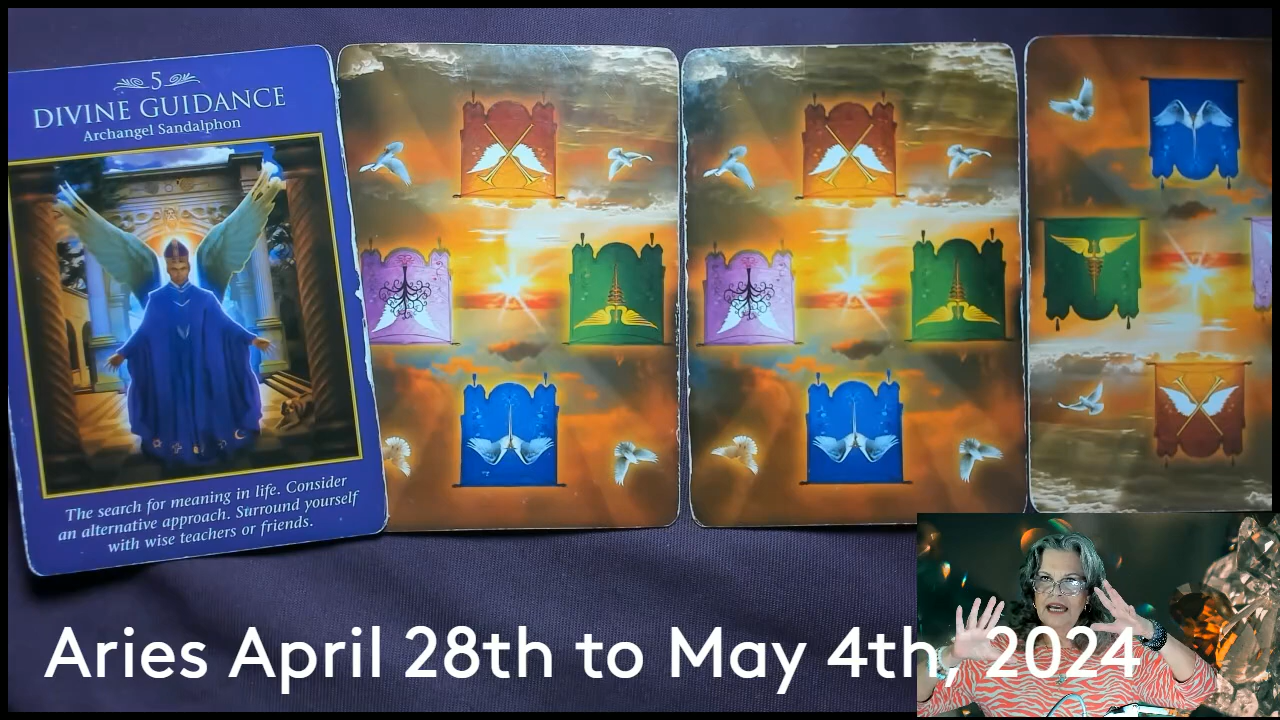 5
DIVINE GUIDANCE
Archangel Sandalphon
The search for meaning in life. Consider
an alternative approach. Surround yourself
with wise teachers or friends.
Aries April 28th to May 4th, 2024